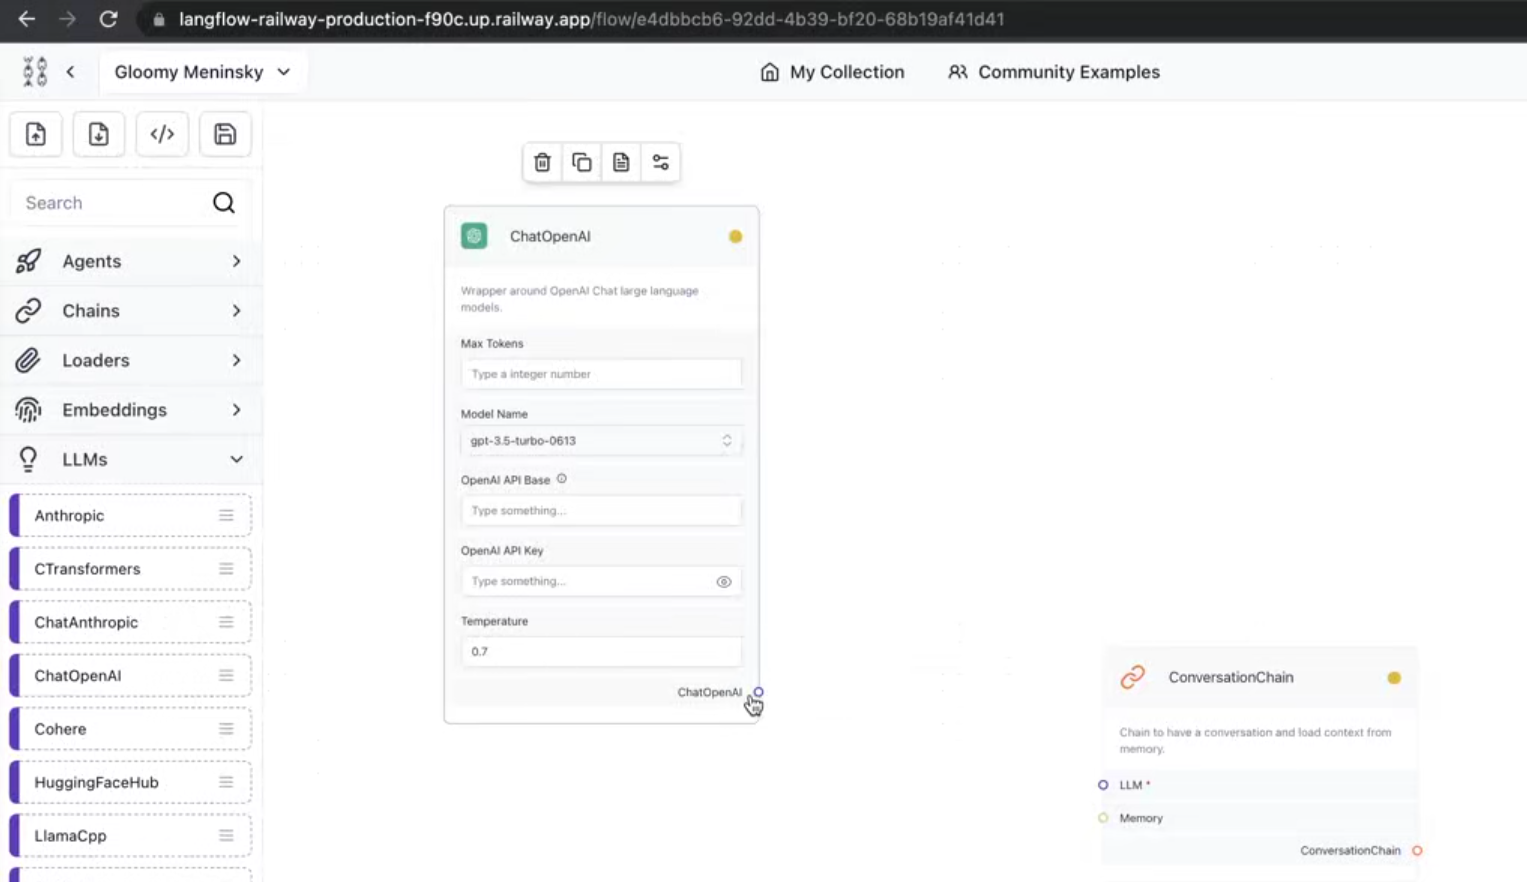 langflow-railway-production-f90c.up.railway.app/flow/e4dbbcb6-92dd-4b39-bf20-68b19af41d41
Gloomy Meninsky
My Collection
Community Examples
</>
Search
Agents
Chains
Loaders
Embeddings
LLMs
Anthropic
CTransformers
ChatAnthropic
ChatOpenAI
Cohere
HuggingFaceHub
LlamaCpp
ChatOpenAI
Wrapper around OpenAI Chat large language
models.
Max Tokens
Type a integer number
Model Name
gpt-3.5-turbo-0613
OpenAI API Base
Type something...
OpenAI API Key
Type something...
Temperature
0.7
ChatOpenAI
ConversationChain
Chain to have a conversation and load context from
memory.
LLM *
Memory
ConversationChain